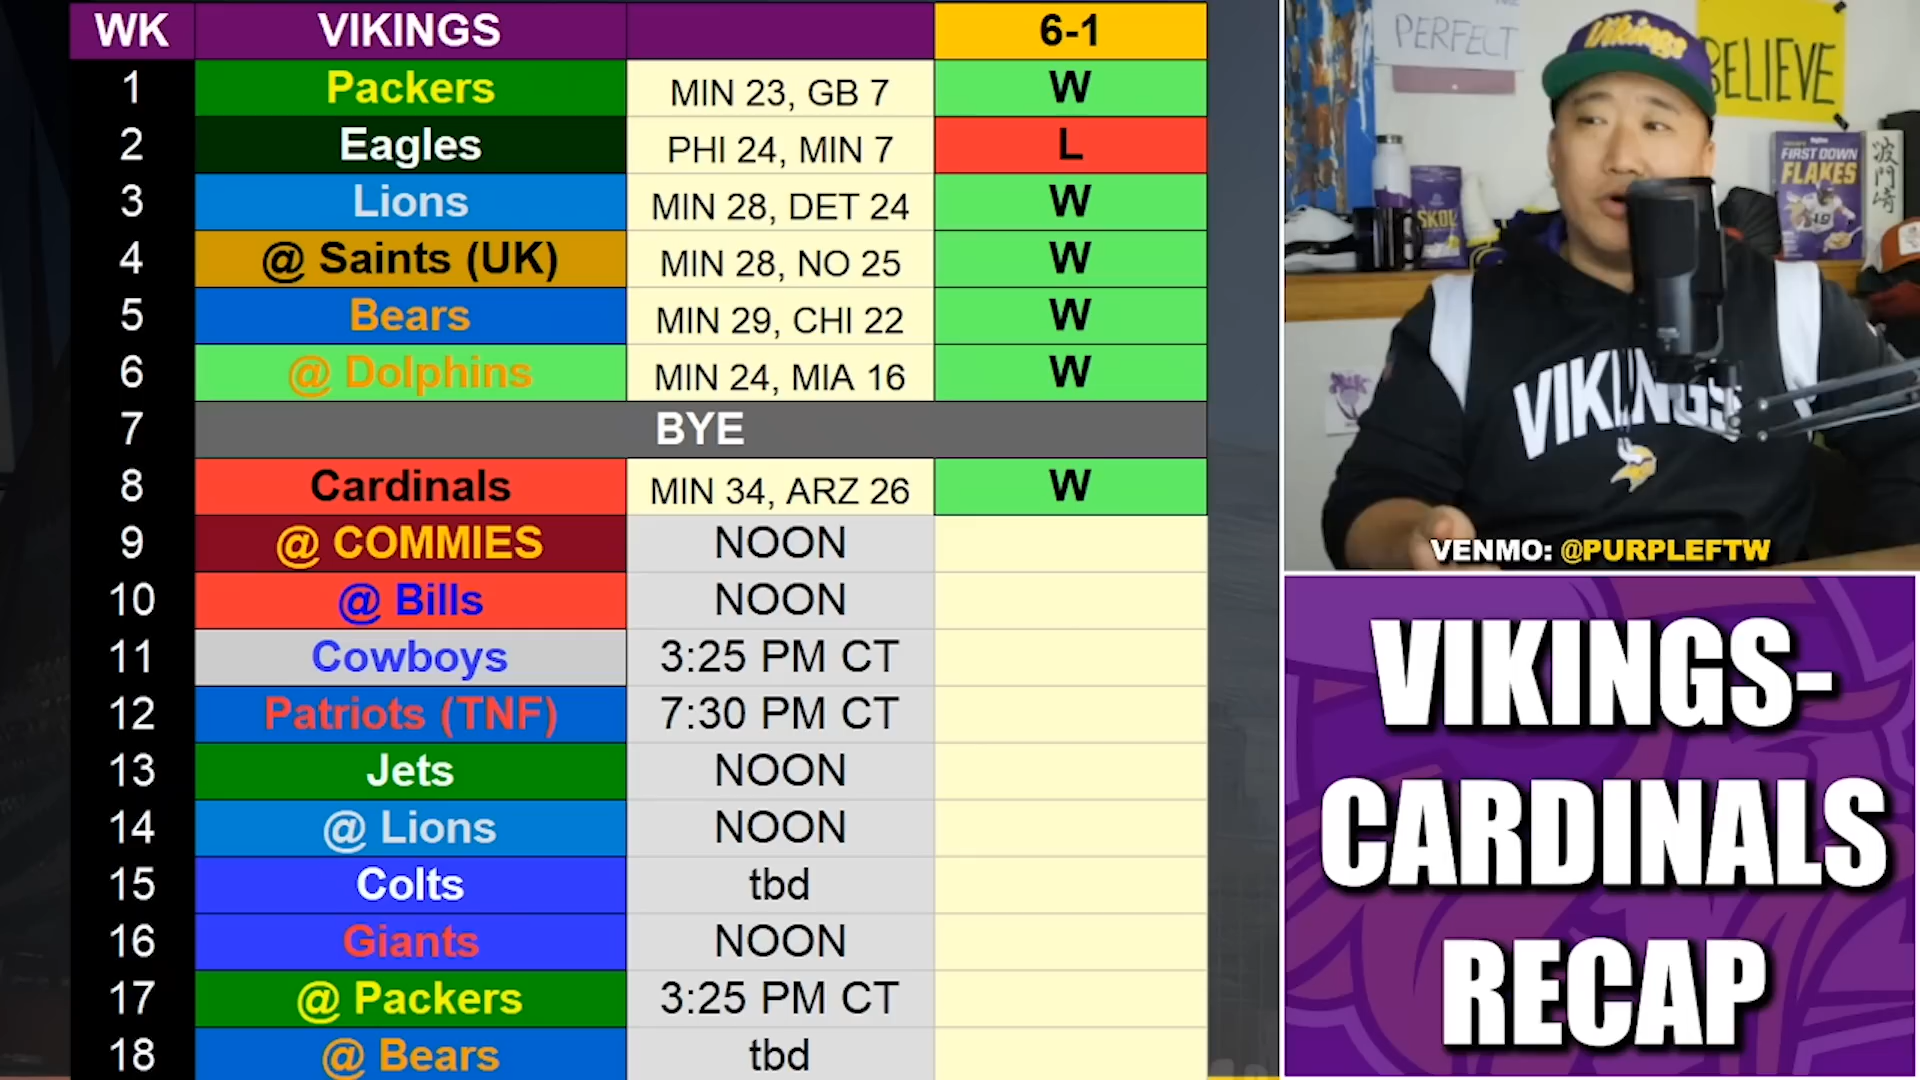 WK VIKINGS 6-1
1 Packers MIN 23, GB 7 W
2 Eagles PHI 24, MIN 7 L
3 Lions MIN 28, DET 24 W
4 @ Saints (UK) MIN 28, NO 25 W
5 Bears MIN 29, CHI 22 W
6 @ Dolphins MIN 24, MIA 16 W
7 BYE
8 Cardinals MIN 34, ARZ 26 W
9 @ COMMIES NOON
10 @ Bills NOON
11 Cowboys 3:25 PM CT
12 Patriots (TNF) 7:30 PM CT
13 Jets NOON
14 @ Lions NOON
15 Colts tbd
16 Giants NOON
17 @ Packers 3:25 PM CT
18 @ Bears tbd
PERFECT
BELIEVE
Vikings
FIRST DOWN
FLAKES
19
波
門
崎
SKOL
VIKINGS
VENMO: @PURPLEFTW
VIKINGS-
CARDINALS
RECAP